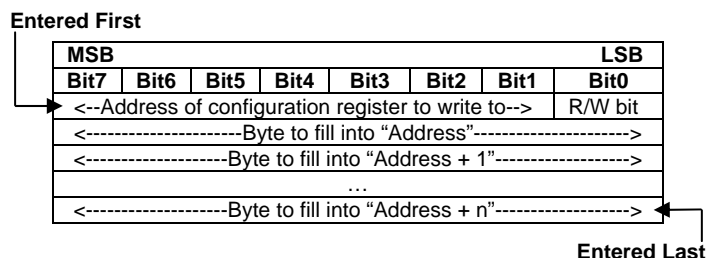 Entered First
MSB LSB
Bit7 Bit6 Bit5 Bit4 Bit3 Bit2 Bit1 Bit0
<--Address of configuration register to write to--> R/W bit
<----------------------Byte to fill into “Address”---------------------->
<--------------------Byte to fill into “Address + 1”------------------->
…
<--------------------Byte to fill into “Address + n”------------------->
Entered Last